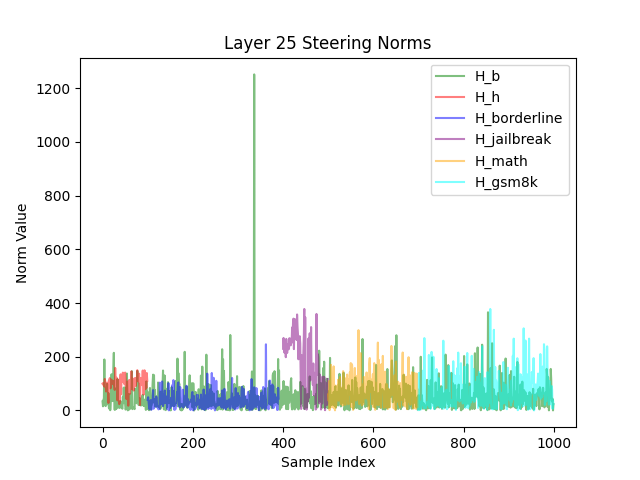 Layer 25 Steering Norms
H_b
H_h
H_borderline
H_jailbreak
H_math
H_gsm8k
Norm Value
1200
1000
800
600
400
200
0
0
200
400
600
800
1000
Sample Index